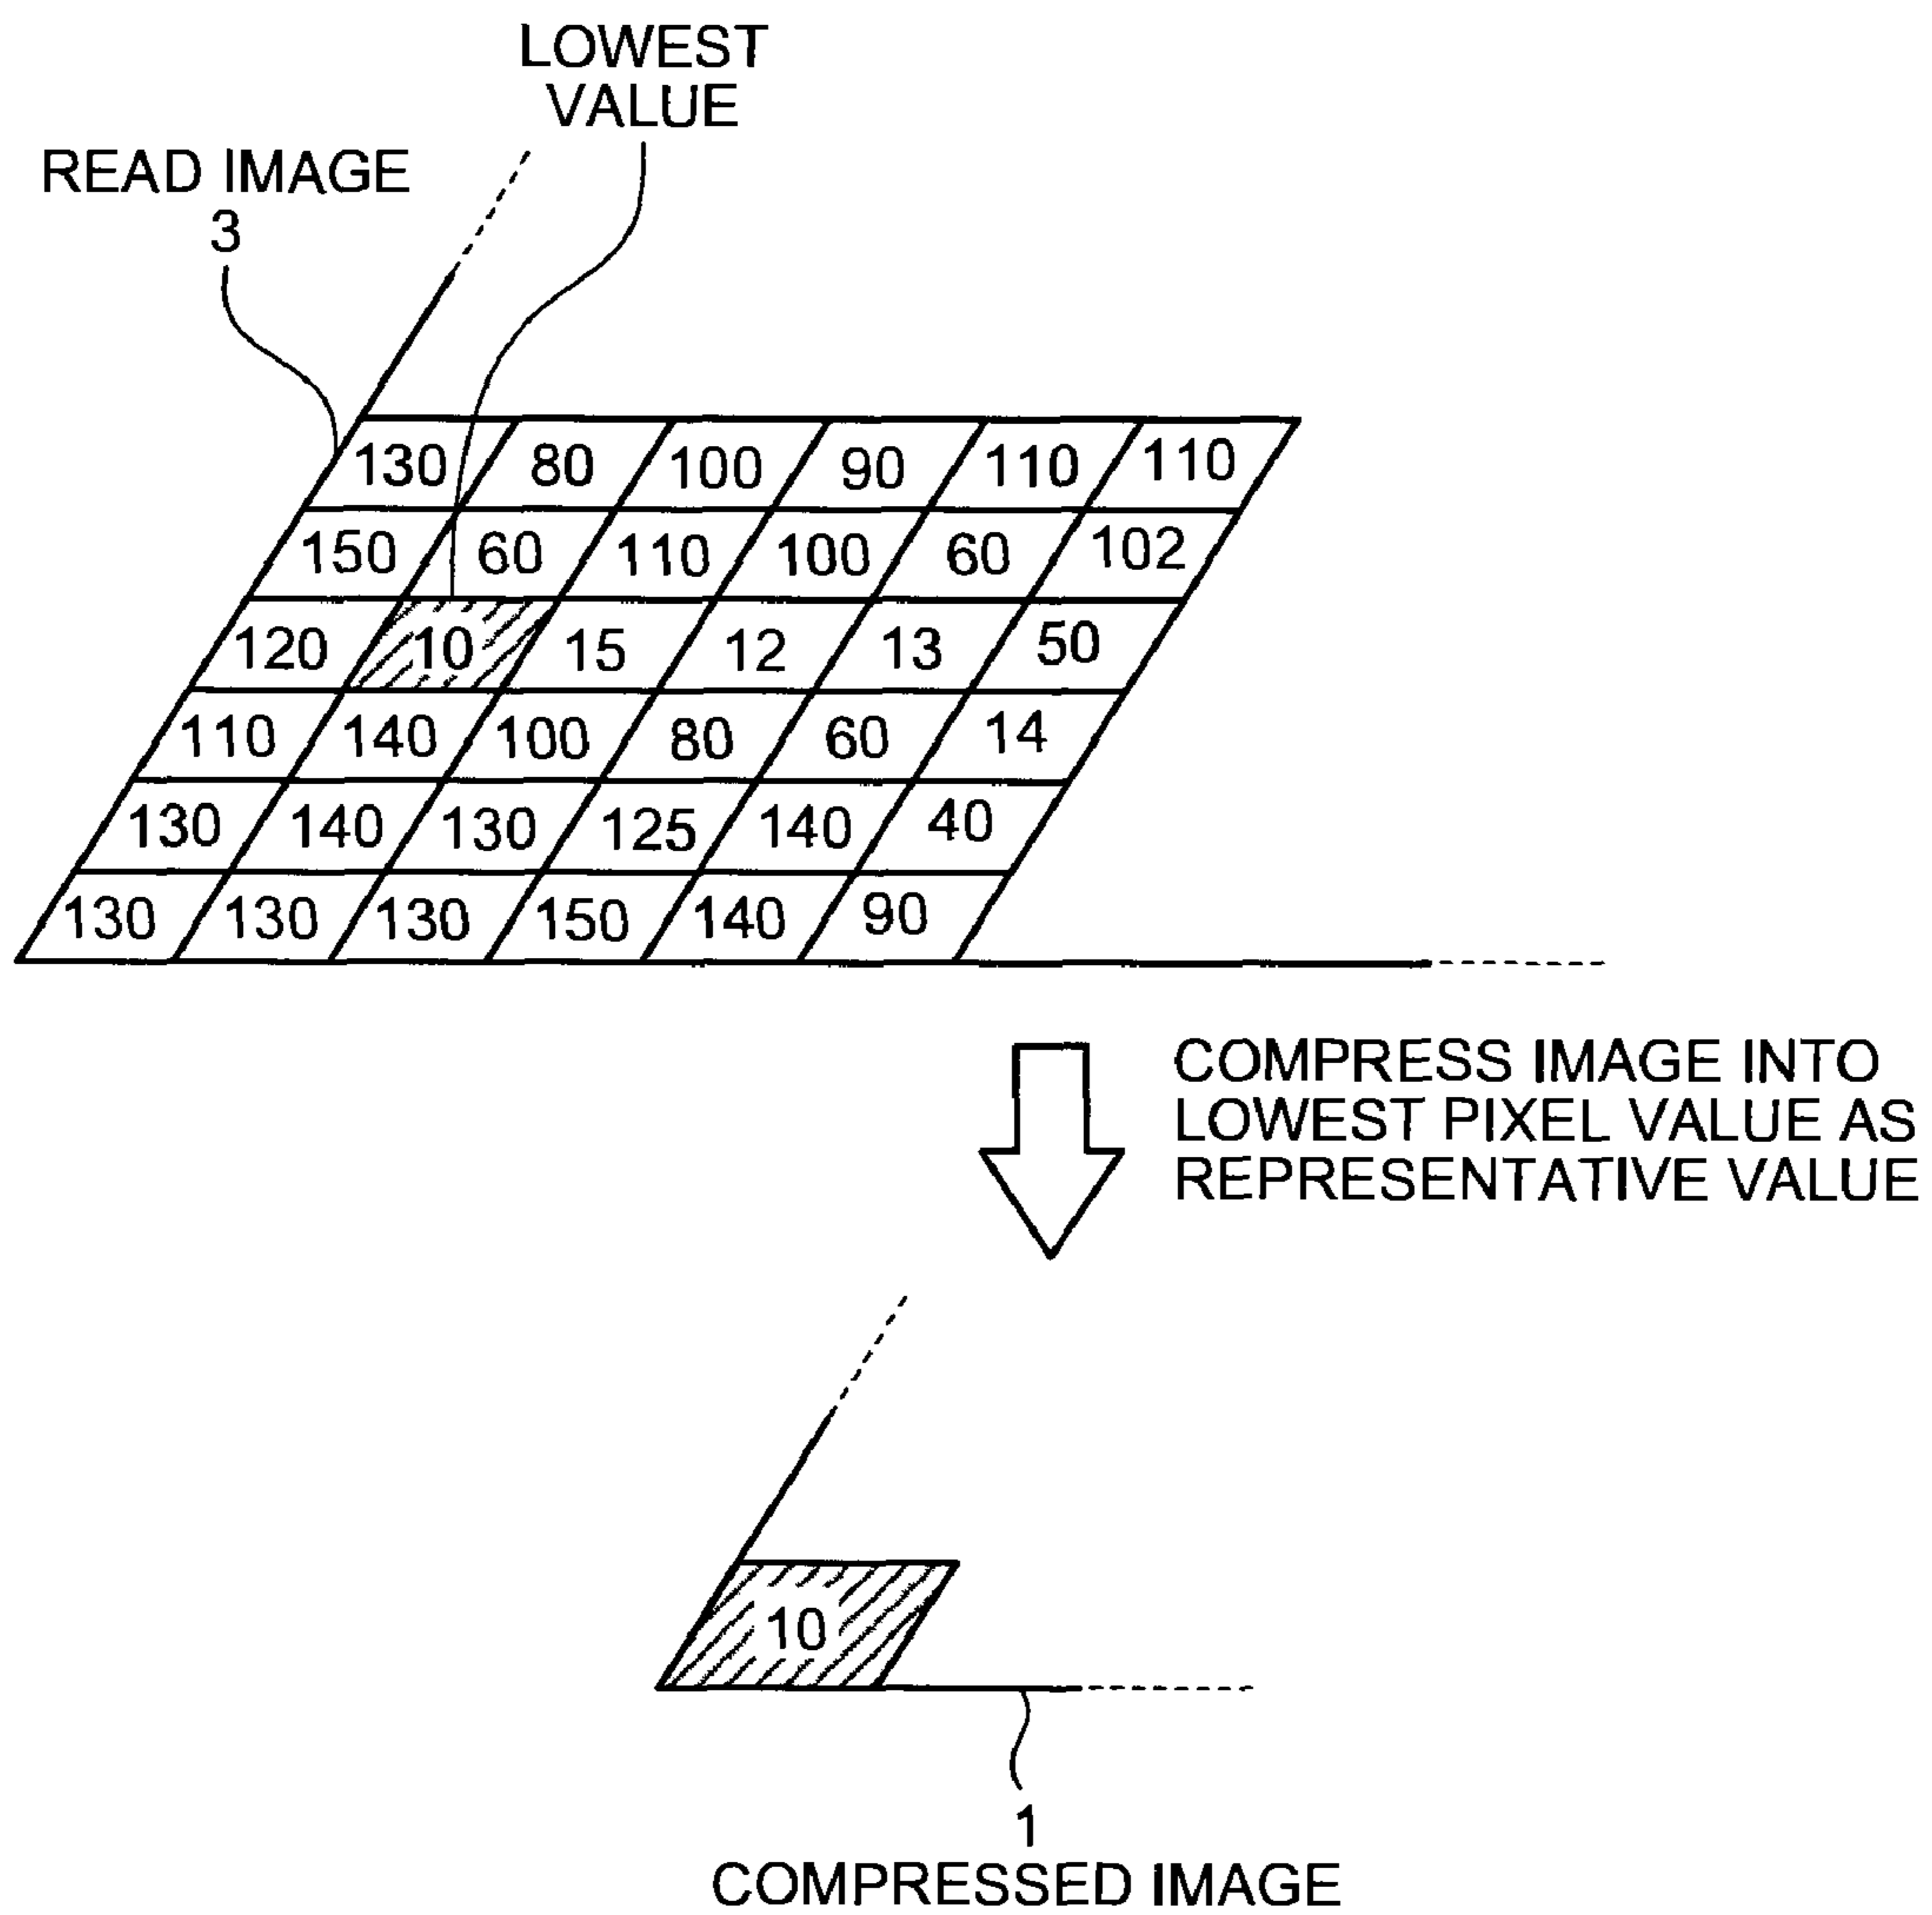 LOWEST
VALUE
READ IMAGE
3
130 80 100 90 110 110
150 60 110 100 60 102
120 10 15 12 13 50
110 140 100 80 60 14
130 140 130 125 140 40
130 130 130 150 140 90
COMPRESS IMAGE INTO
LOWEST PIXEL VALUE AS
REPRESENTATIVE VALUE
10
1
COMPRESSED IMAGE